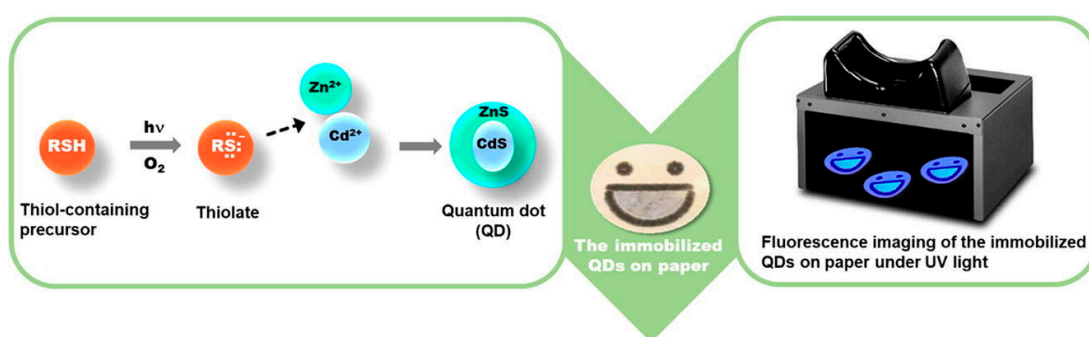 RSH
hν
O₂
RS:⁻
Zn²⁺
Cd²⁺
ZnS
CdS
Thiol-containing
precursor
Thiolate
Quantum dot
(QD)
The immobilized
QDs on paper
Fluorescence imaging of the immobilized
QDs on paper under UV light